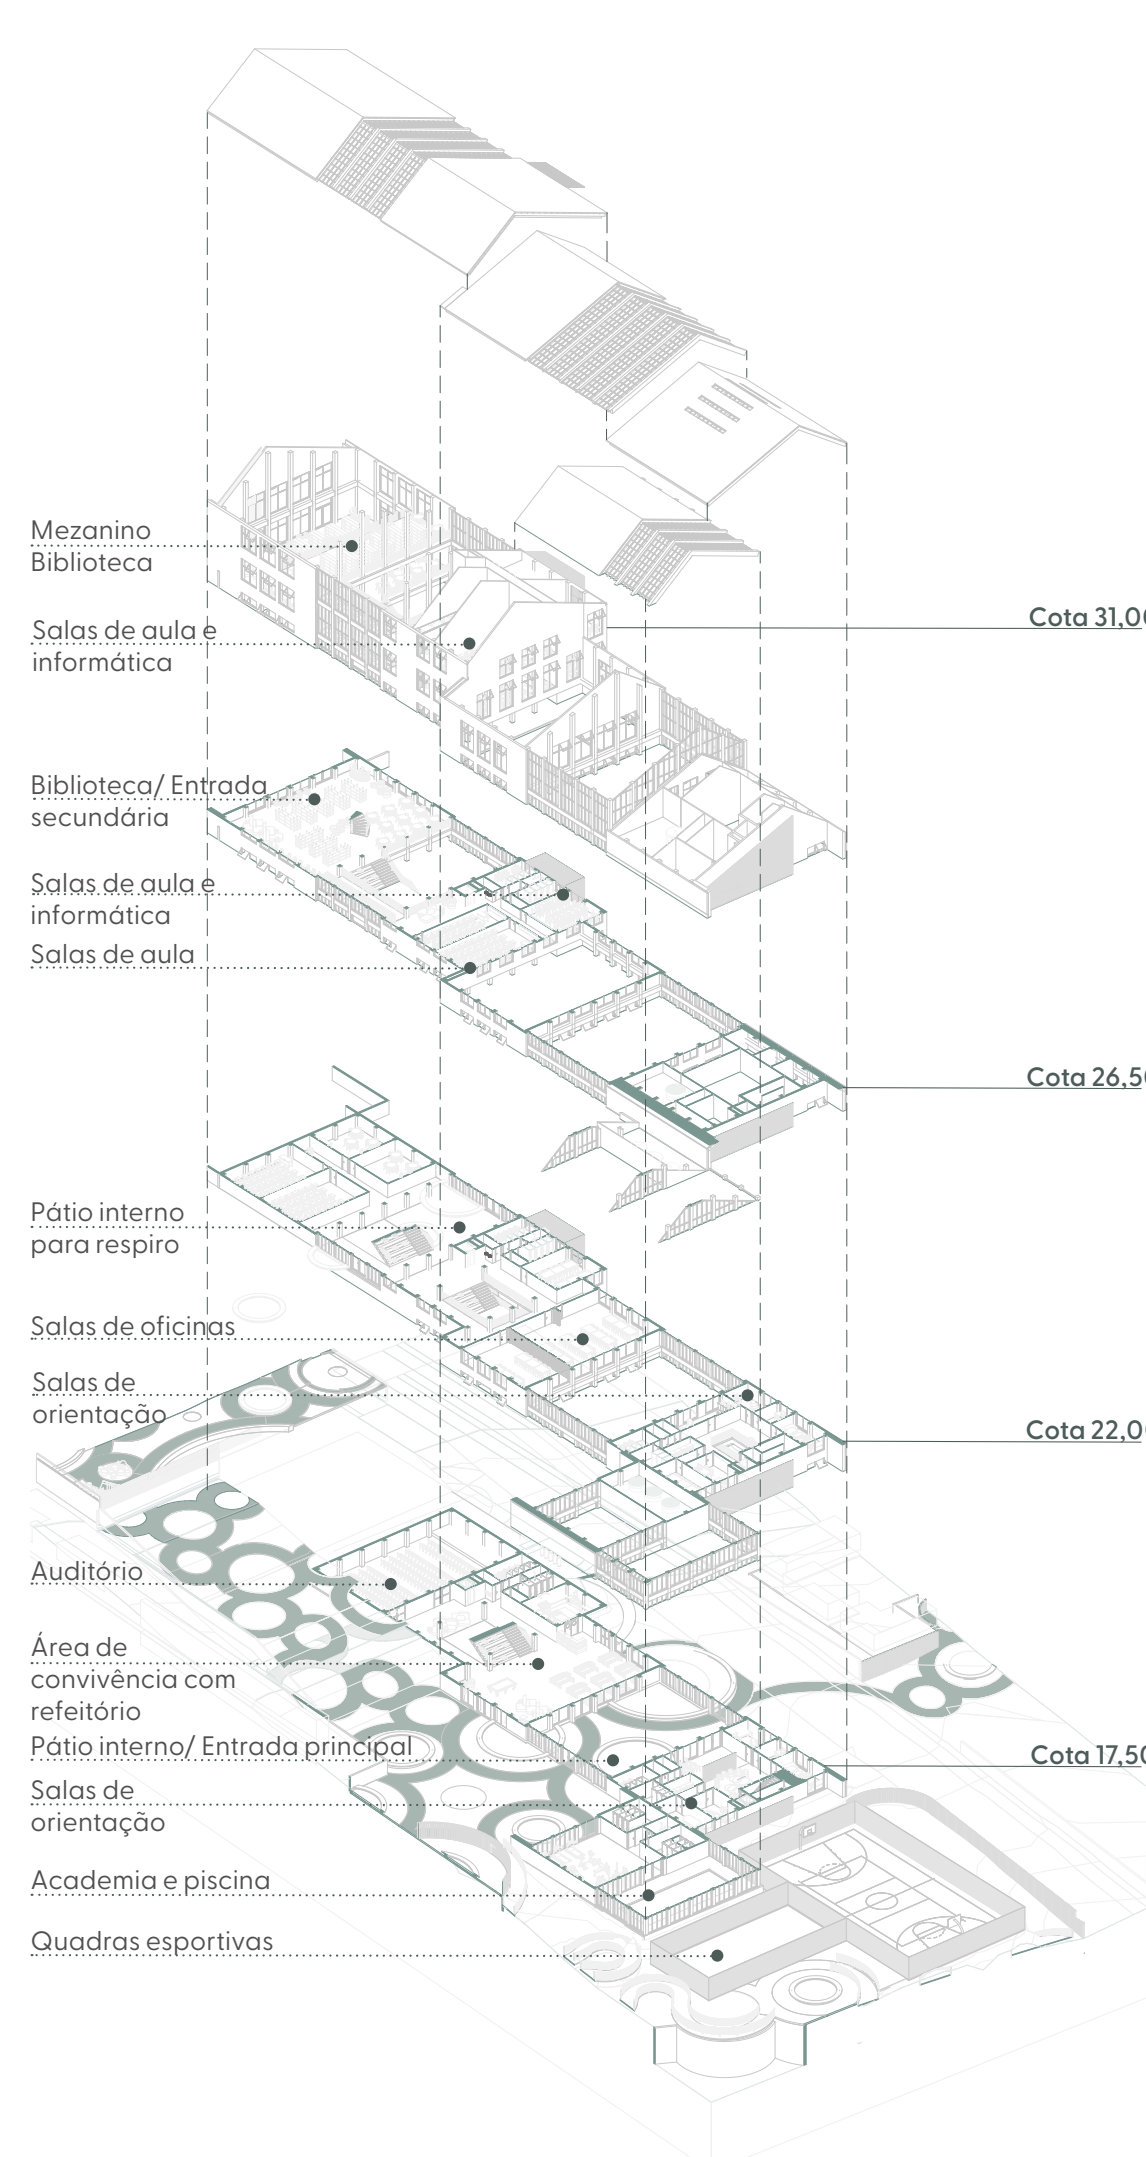 Mezanino
Biblioteca
Salas de aula e
informática
Cota 31,0
Biblioteca/ Entrada
secundária
Salas de aula e
informática
Salas de aula
Cota 26,5
Pátio interno
para respiro
Salas de oficinas
Salas de
orientação
Cota 22,0
Auditório
Área de
convivência com
refeitório
Pátio interno/ Entrada principal
Cota 17,50
Salas de
orientação
Academia e piscina
Quadras esportivas